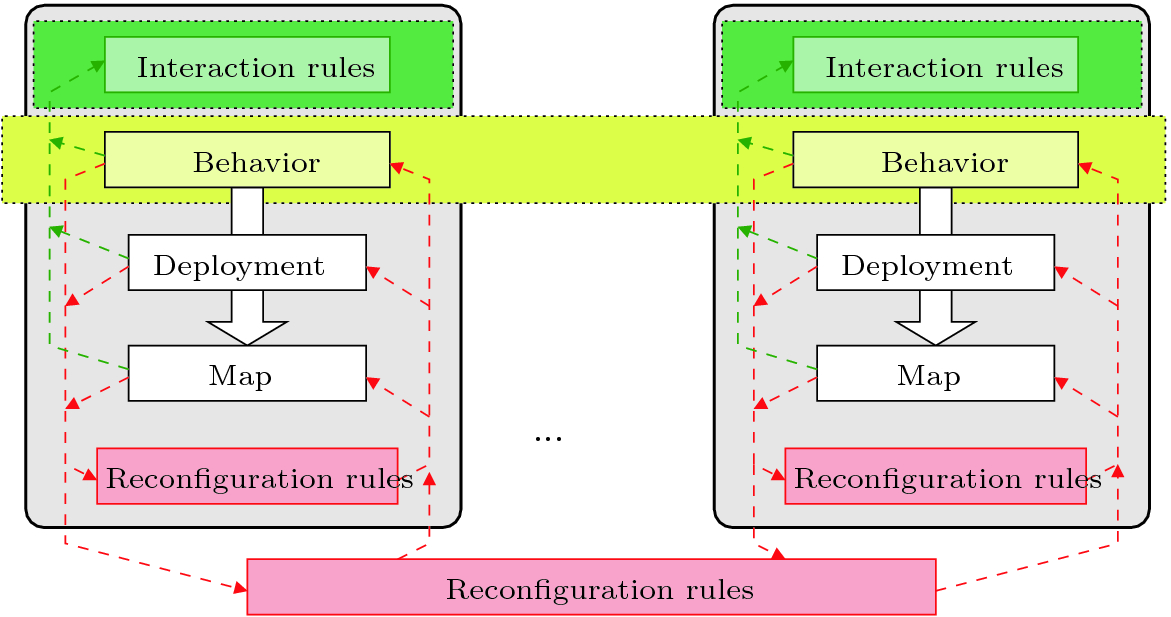 Interaction rules
Interaction rules
Behavior
Behavior
Deployment
Deployment
Map
Map
...
Reconfiguration rules
Reconfiguration rules
Reconfiguration rules